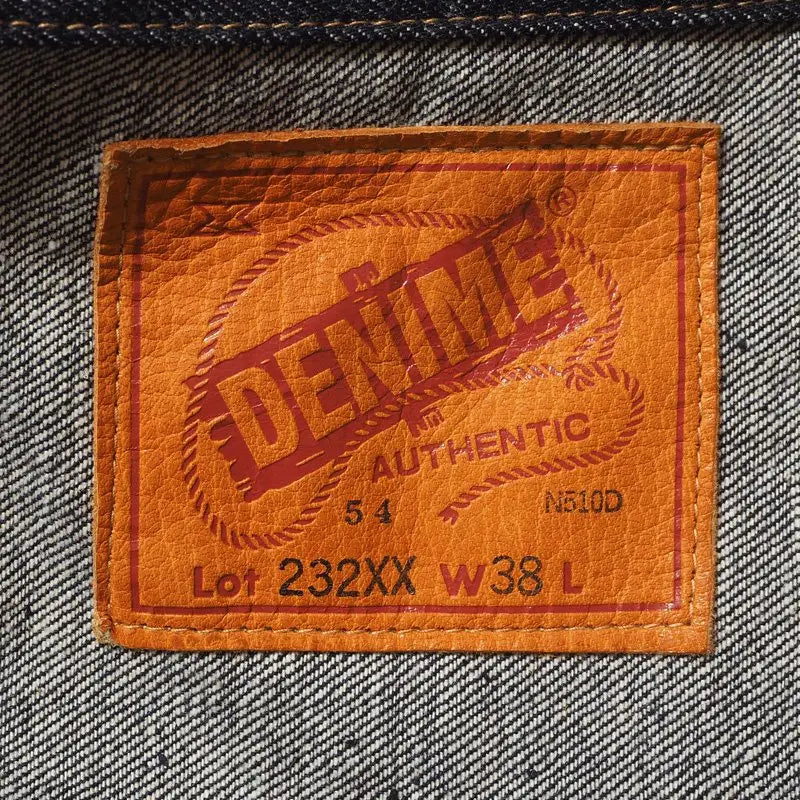 DENIME®
AUTHENTIC
54 N510D
Lot 232XX W38 L